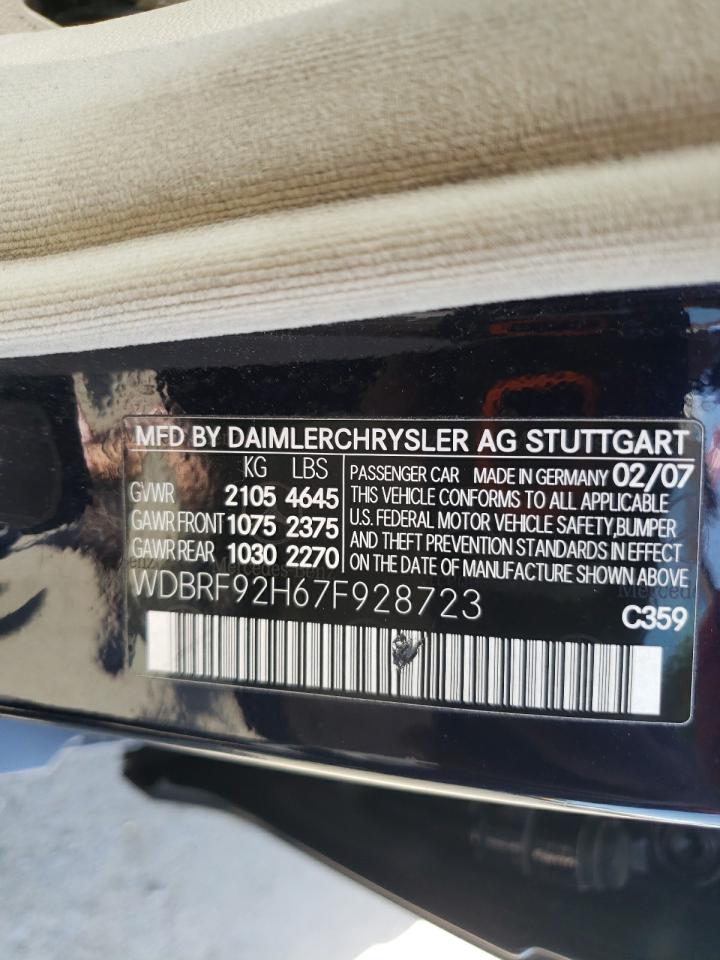 MFD BY DAIMLERCHRYSLER AG STUTTGART
KG LBS
GVWR 2105 4645
GAWR FRONT 1075 2375
GAWR REAR 1030 2270
PASSENGER CAR MADE IN GERMANY 02/07
THIS VEHICLE CONFORMS TO ALL APPLICABLE
U.S. FEDERAL MOTOR VEHICLE SAFETY,BUMPER
AND THEFT PREVENTION STANDARDS IN EFFECT
ON THE DATE OF MANUFACTURE SHOWN ABOVE
WDBRF92H67F928723
C359